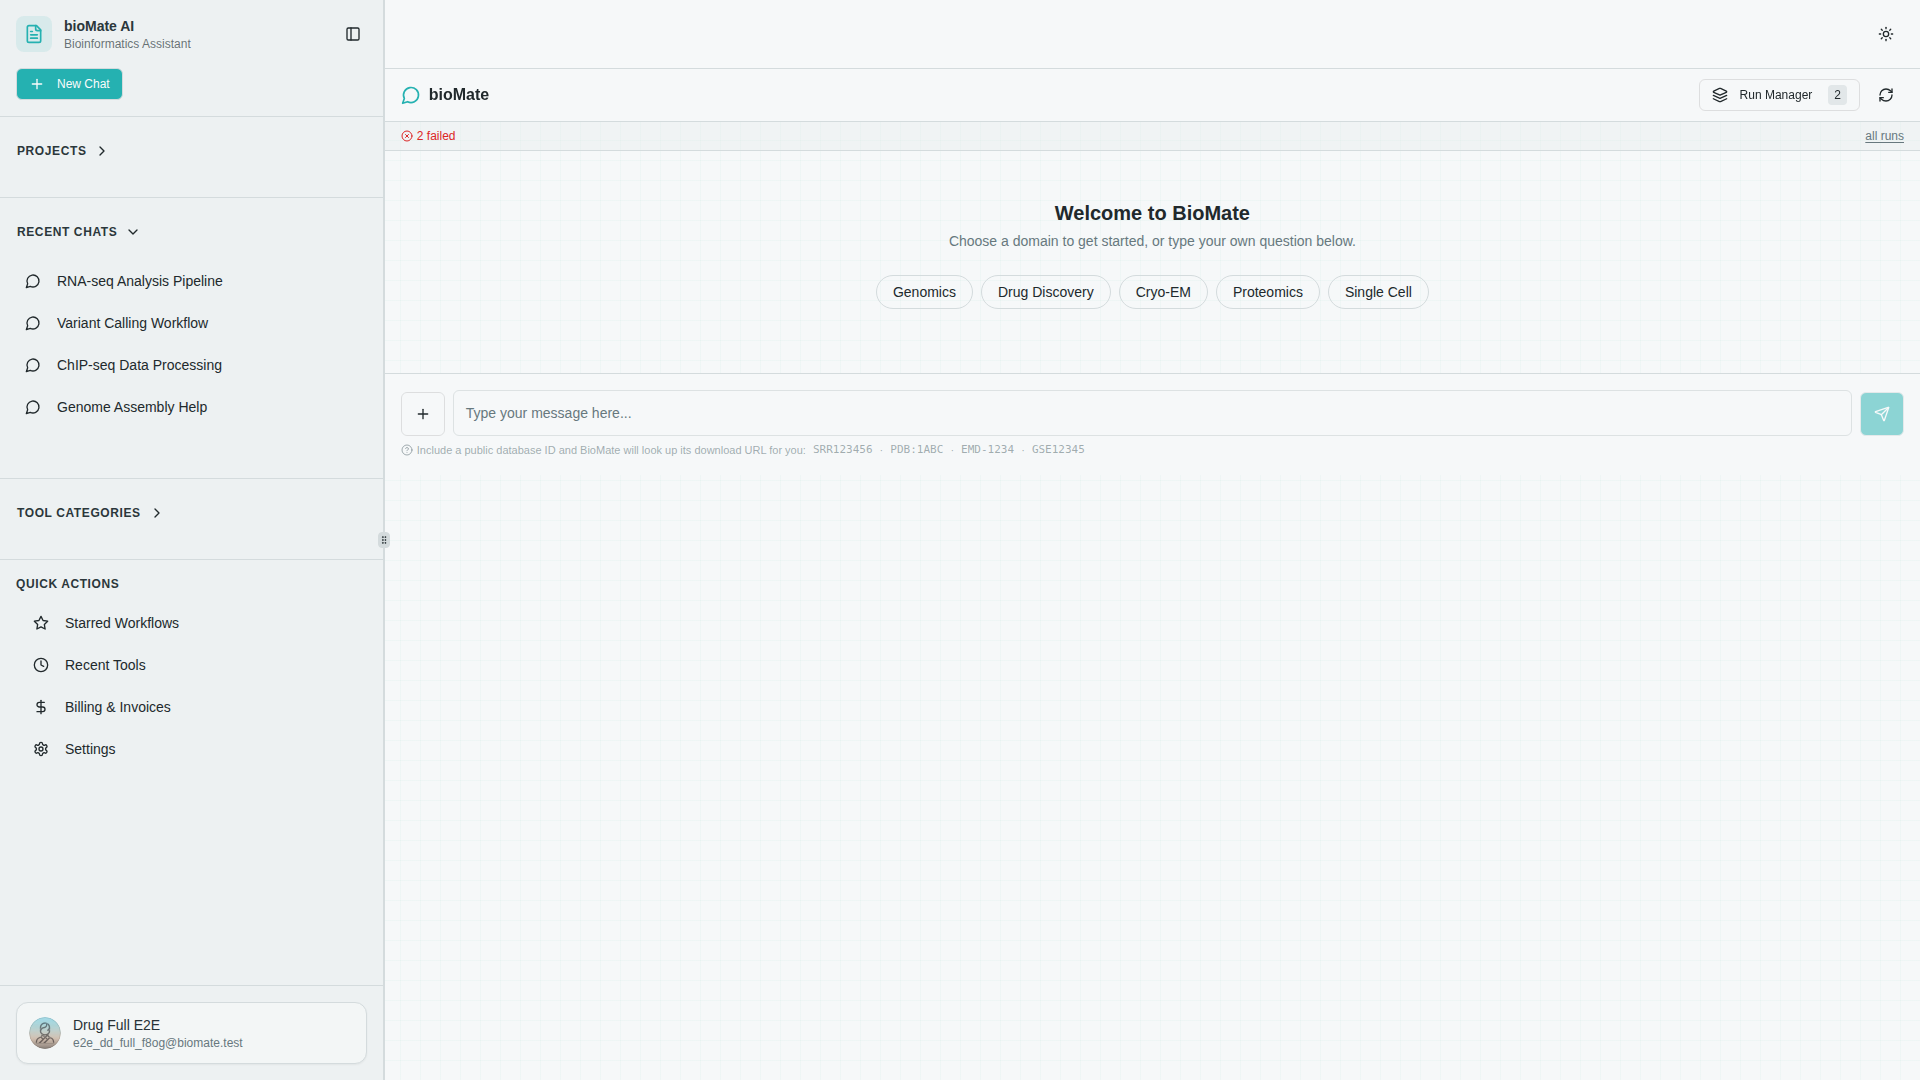 bioMate AI
Bioinformatics Assistant
New Chat
PROJECTS
RECENT CHATS
RNA-seq Analysis Pipeline
Variant Calling Workflow
ChIP-seq Data Processing
Genome Assembly Help
TOOL CATEGORIES
QUICK ACTIONS
Starred Workflows
Recent Tools
Billing & Invoices
Settings
Drug Full E2E
e2e_dd_full_f8og@biomate.test
bioMate
Run Manager 2
2 failed
all runs
Welcome to BioMate
Choose a domain to get started, or type your own question below.
Genomics Drug Discovery Cryo-EM Proteomics Single Cell
Type your message here...
Include a public database ID and BioMate will look up its download URL for you: SRR123456 · PDB:1ABC · EMD-1234 · GSE12345